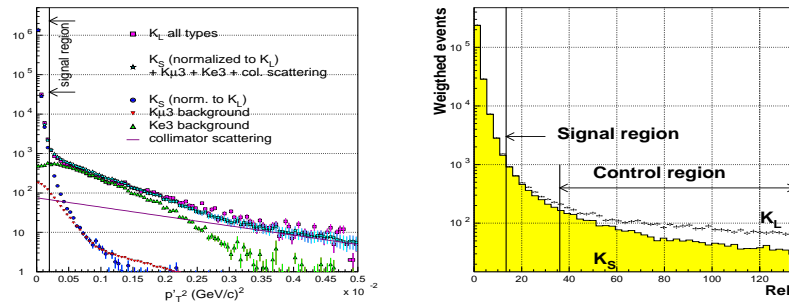 10^5
10^4
10^3
10^2
10
1
signal region
K_L all types
K_S (normalized to K_L)
+ Kμ3 + Ke3 + col. scattering
K_S (norm. to K_L)
Kμ3 background
Ke3 background
collimator scattering
0 0.05 0.1 0.15 0.2 0.25 0.3 0.35 0.4 0.45 0.5
x 10^-2
p'_T^2 (GeV/c)^2
Weigthed events
10^5
10^4
10^3
10^2
Signal region
Control region
K_L
K_S
0 20 40 60 80 100 120
Rel